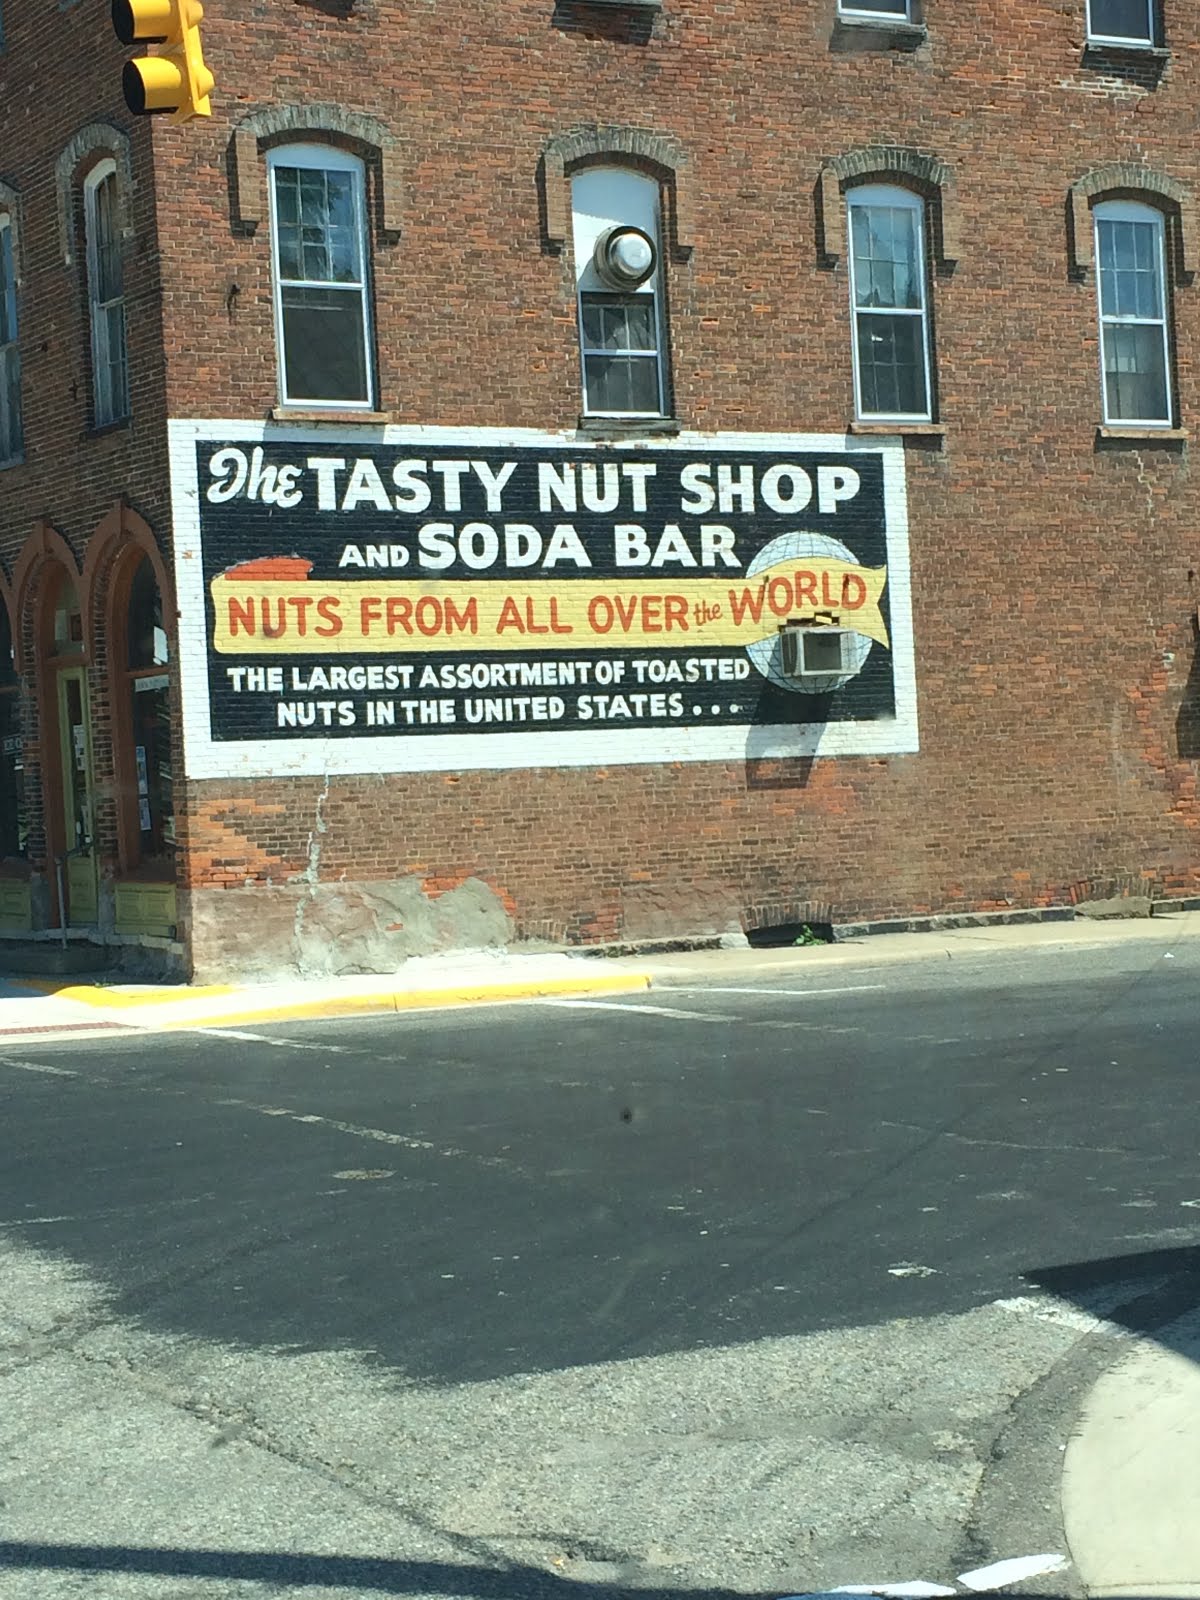 The TASTY NUT SHOP
AND SODA BAR
NUTS FROM ALL OVER the WORLD
THE LARGEST ASSORTMENT OF TOASTED
NUTS IN THE UNITED STATES...